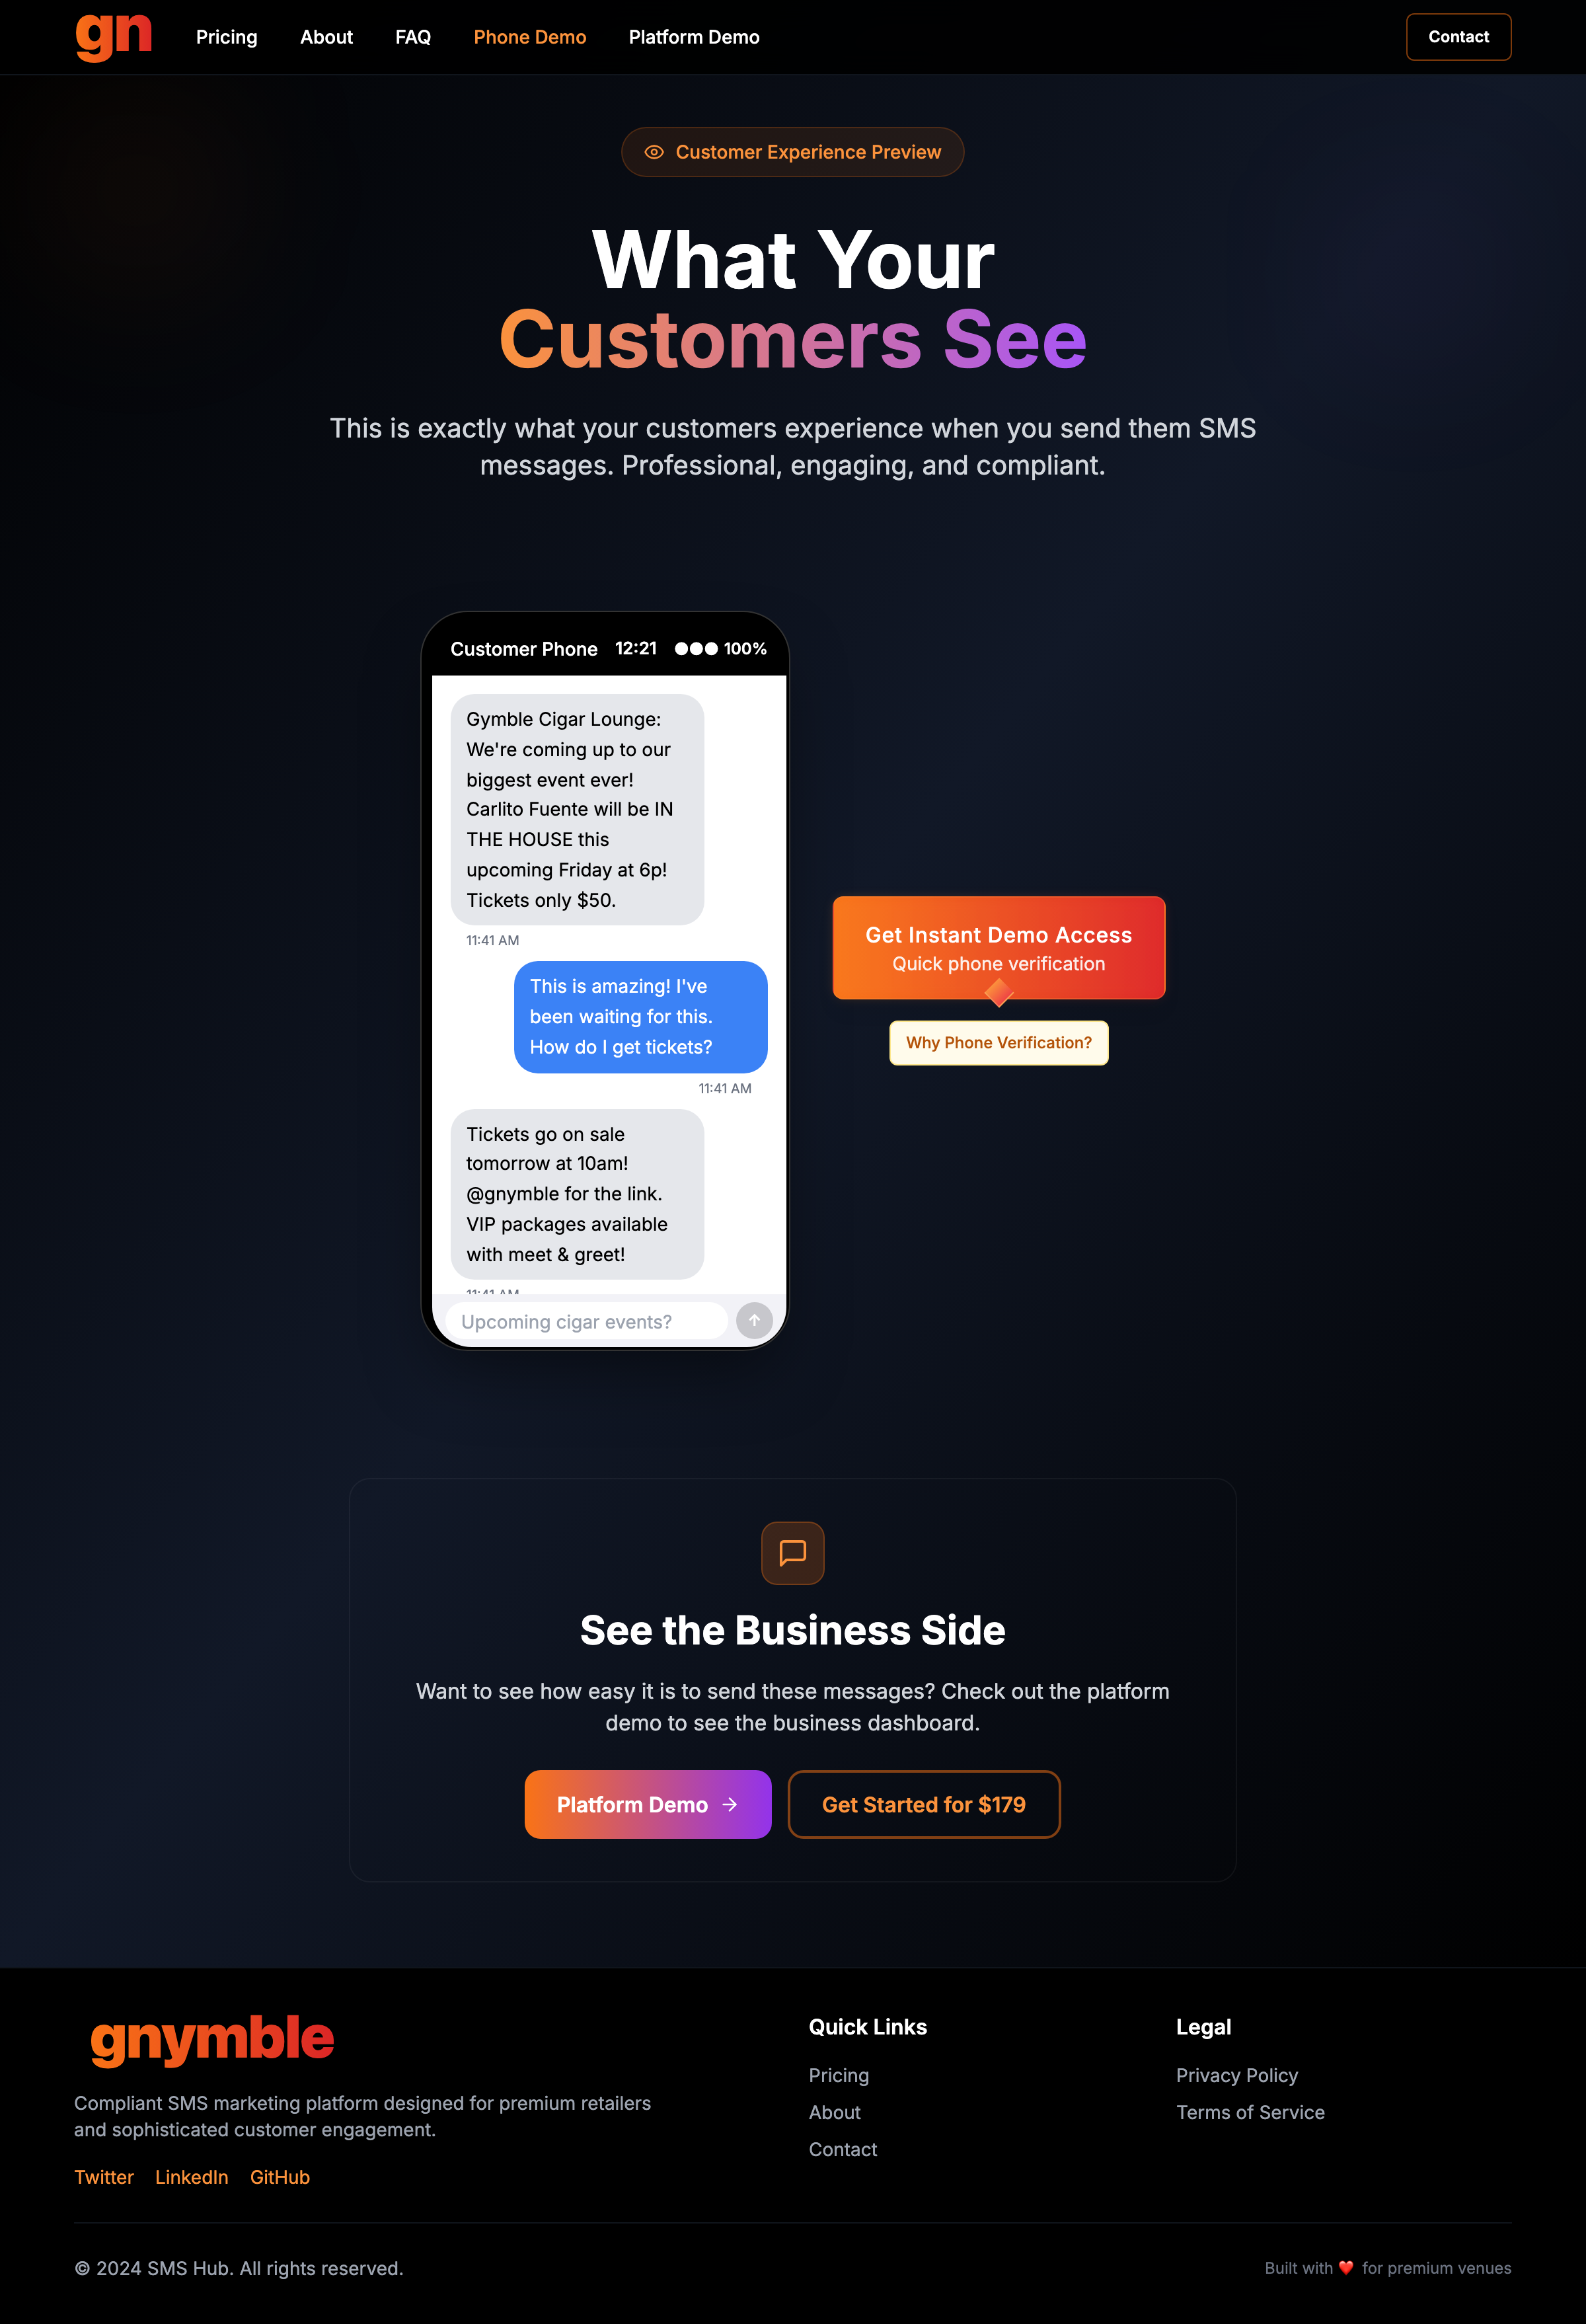 gn
Pricing
About
FAQ
Phone Demo
Platform Demo
Contact
Customer Experience Preview
What Your
Customers See
This is exactly what your customers experience when you send them SMS
messages. Professional, engaging, and compliant.
Customer Phone 12:21 100%
Gymble Cigar Lounge:
We're coming up to our
biggest event ever!
Carlito Fuente will be IN
THE HOUSE this
upcoming Friday at 6p!
Tickets only $50.
11:41 AM
This is amazing! I've
been waiting for this.
How do I get tickets?
11:41 AM
Tickets go on sale
tomorrow at 10am!
@gnymble for the link.
VIP packages available
with meet & greet!
11:41 AM
Upcoming cigar events?
Get Instant Demo Access
Quick phone verification
Why Phone Verification?
See the Business Side
Want to see how easy it is to send these messages? Check out the platform
demo to see the business dashboard.
Platform Demo →
Get Started for $179
gnymble
Compliant SMS marketing platform designed for premium retailers
and sophisticated customer engagement.
Twitter LinkedIn GitHub
Quick Links
Pricing
About
Contact
Legal
Privacy Policy
Terms of Service
© 2024 SMS Hub. All rights reserved.
Built with ❤️ for premium venues